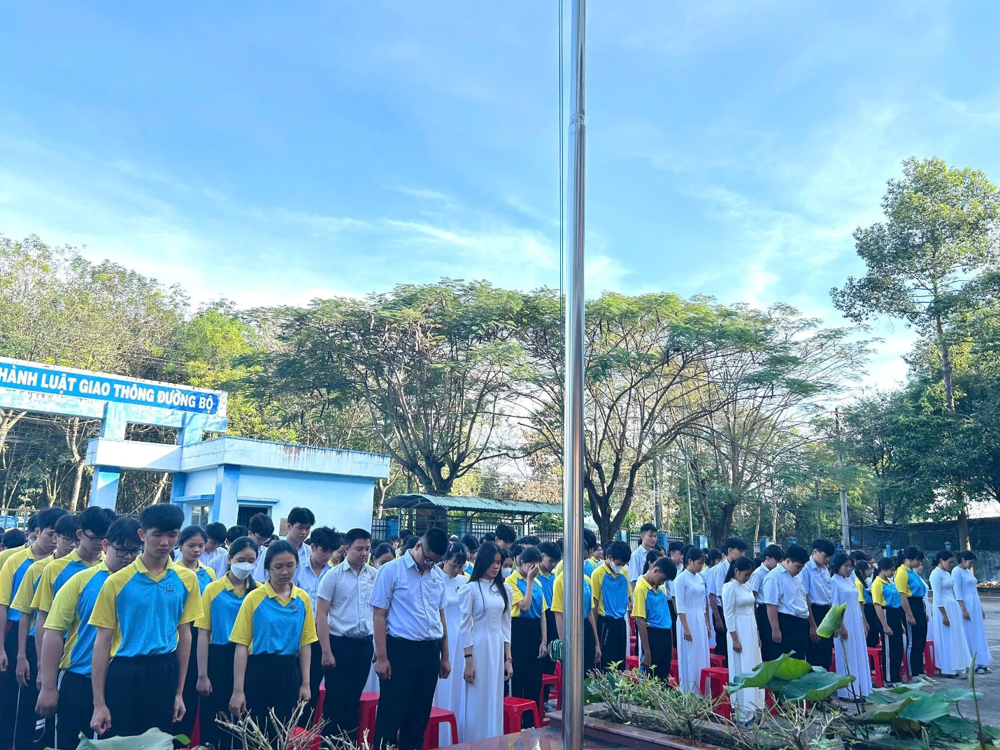 HÀNH LUẬT GIAO THÔNG ĐƯỜNG BỘ